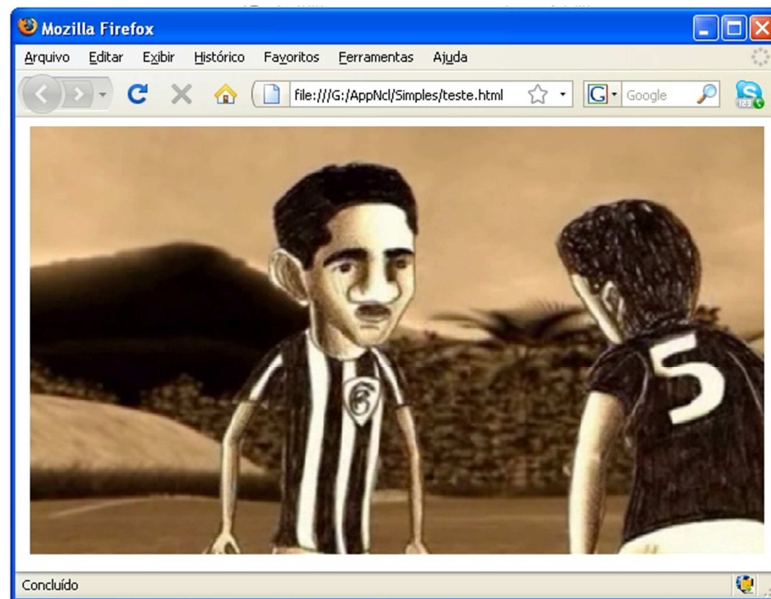 Mozilla Firefox
Arquivo Editar Exibir Histórico Favoritos Ferramentas Ajuda
file:///G:/AppNcl/Simples/teste.html G Google
5
Concluído